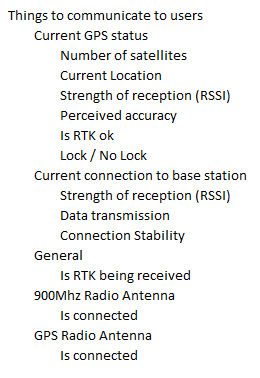 Things to communicate to users
Current GPS status
Number of satellites
Current Location
Strength of reception (RSSI)
Perceived accuracy
Is RTK ok
Lock / No Lock
Current connection to base station
Strength of reception (RSSI)
Data transmission
Connection Stability
General
Is RTK being received
900Mhz Radio Antenna
Is connected
GPS Radio Antenna
Is connected